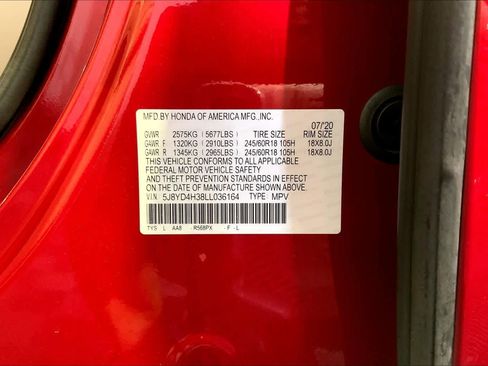 MFD.BY HONDA OF AMERICA MFG.,INC.
07/'20
GVWR 2575KG (5677LBS) TIRE SIZE RIM SIZE
GAWR F 1320KG (2910LBS) 245/60R18 105H 18X8.0J
GAWR R 1345KG (2965LBS) 245/60R18 105H 18X8.0J
THIS VEHICLE CONFORMS TO ALL APPLICABLE
FEDERAL MOTOR VEHICLE SAFETY
AND THEFT PREVENTION STANDARDS IN EFFECT
ON THE DATE OF MANUFACTURE SHOWN ABOVE.
VIN 5J8YD4H38LL036164 TYPE: MPV
TYS L AA8 - R568PX - F - L